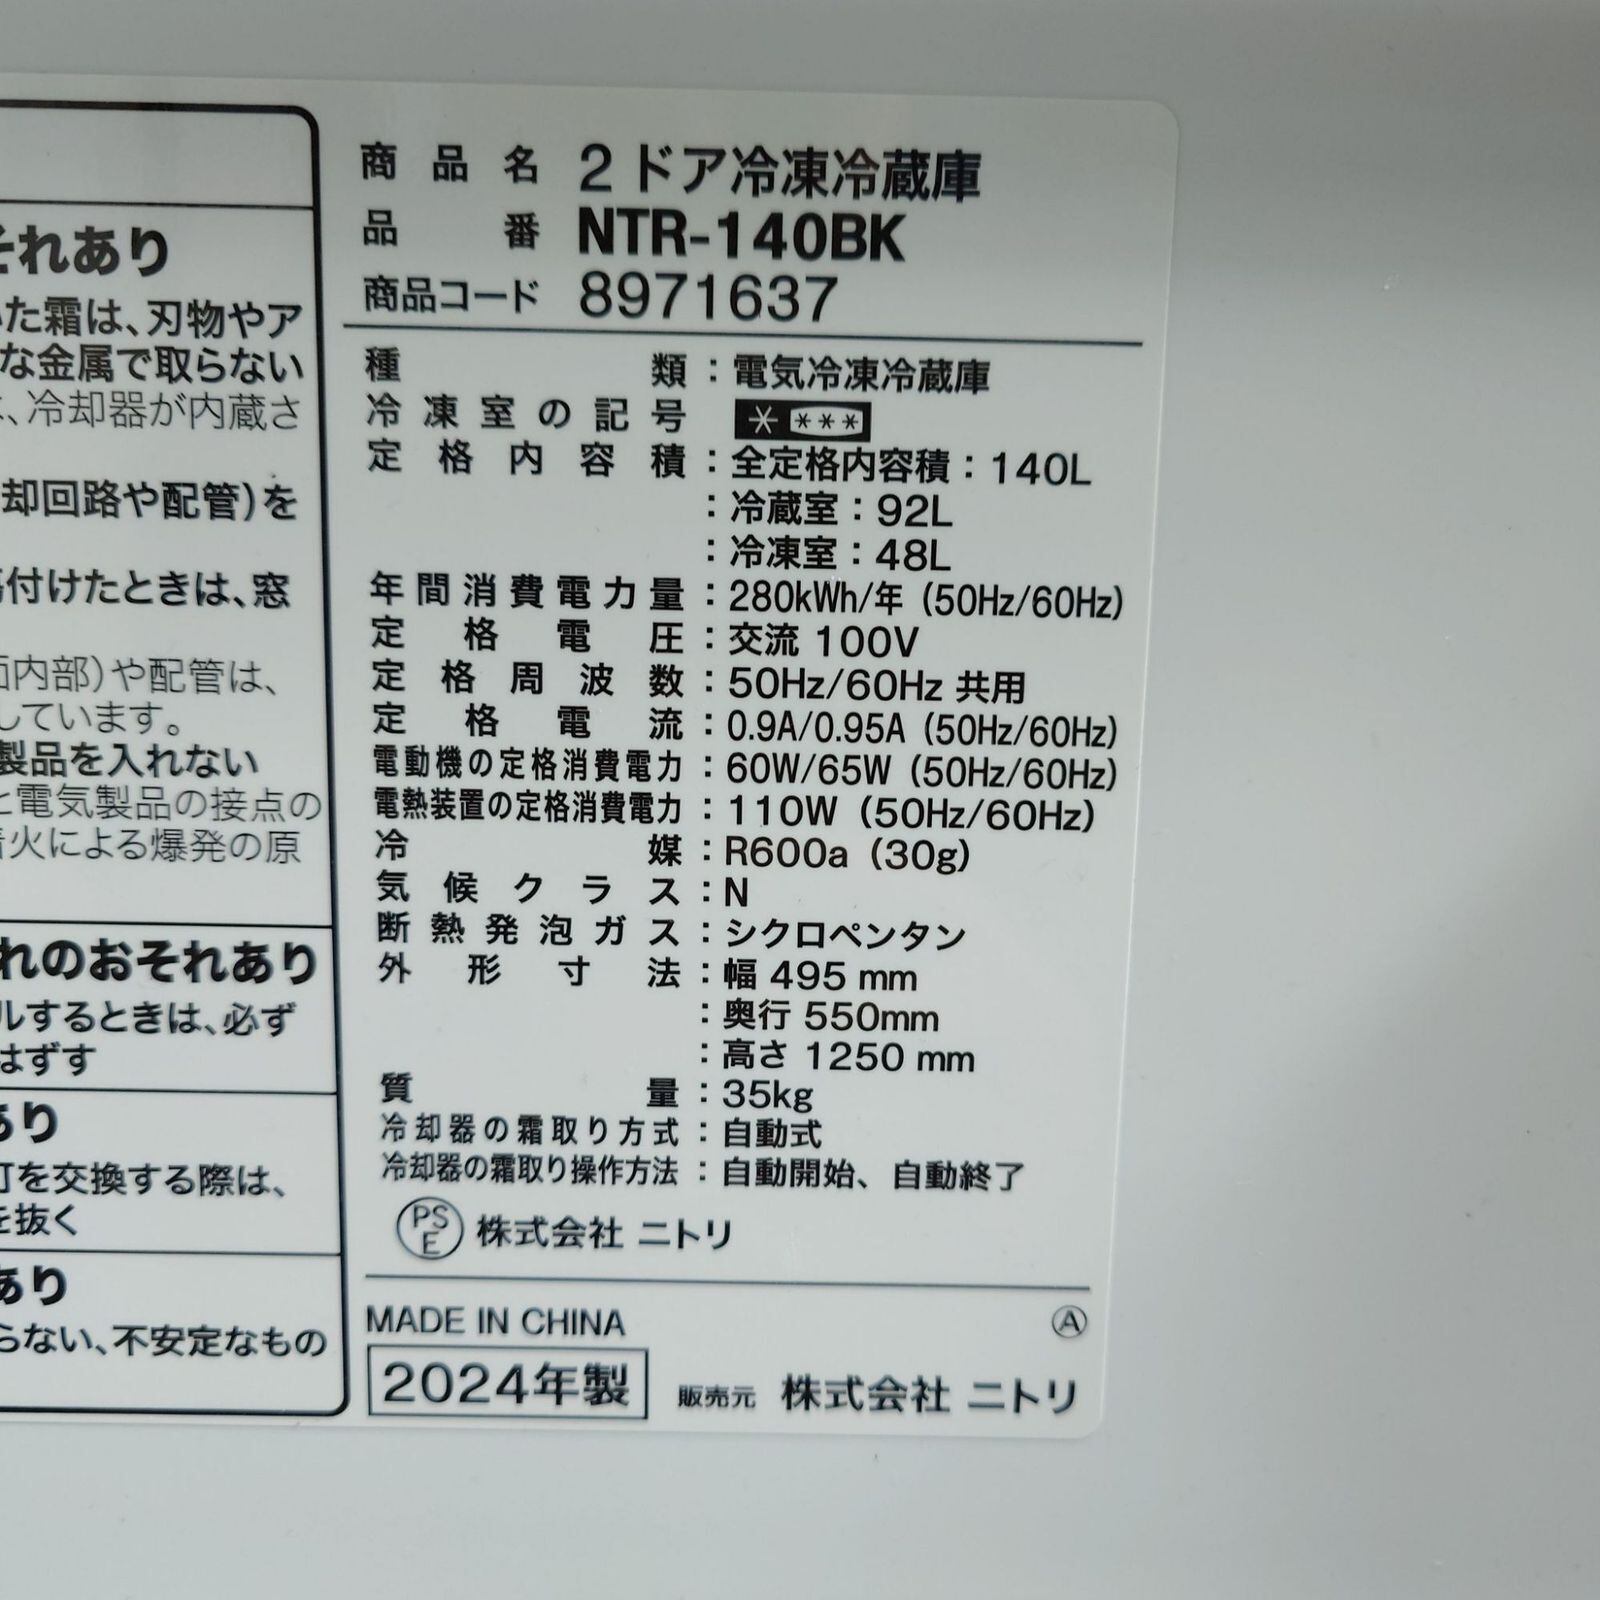 それあり
た霜は、刃物やア
な金属で取らない
、冷却器が内蔵さ
却回路や配管)を
付けたときは、窓
面内部)や配管は、
しています。
製品を入れない
と電気製品の接点の
着火による爆発の原
れのおそれあり
ルするときは、必ず
はずす
あり
灯を交換する際は、
を抜く
あり
らない、不安定なもの
商品名 2ドア冷凍冷蔵庫
品番 NTR-140BK
商品コード 8971637
種類:電気冷凍冷蔵庫
冷凍室の記号 * ***
定格内容積:全定格内容積:140L
:冷蔵室:92L
:冷凍室:48L
年間消費電力量:280kWh/年 (50Hz/60Hz)
定格電圧:交流 100V
定格周波数:50Hz/60Hz 共用
定格電流:0.9A/0.95A (50Hz/60Hz)
電動機の定格消費電力:60W/65W (50Hz/60Hz)
電熱装置の定格消費電力:110W (50Hz/60Hz)
冷媒:R600a (30g)
気候クラス:N
断熱発泡ガス:シクロペンタン
外形寸法:幅 495 mm
:奥行 550mm
:高さ 1250 mm
質量:35kg
冷却器の霜取り方式:自動式
冷却器の霜取り操作方法:自動開始、自動終了
PSE 株式会社 ニトリ
MADE IN CHINA Ⓐ
2024年製 販売元 株式会社 ニトリ